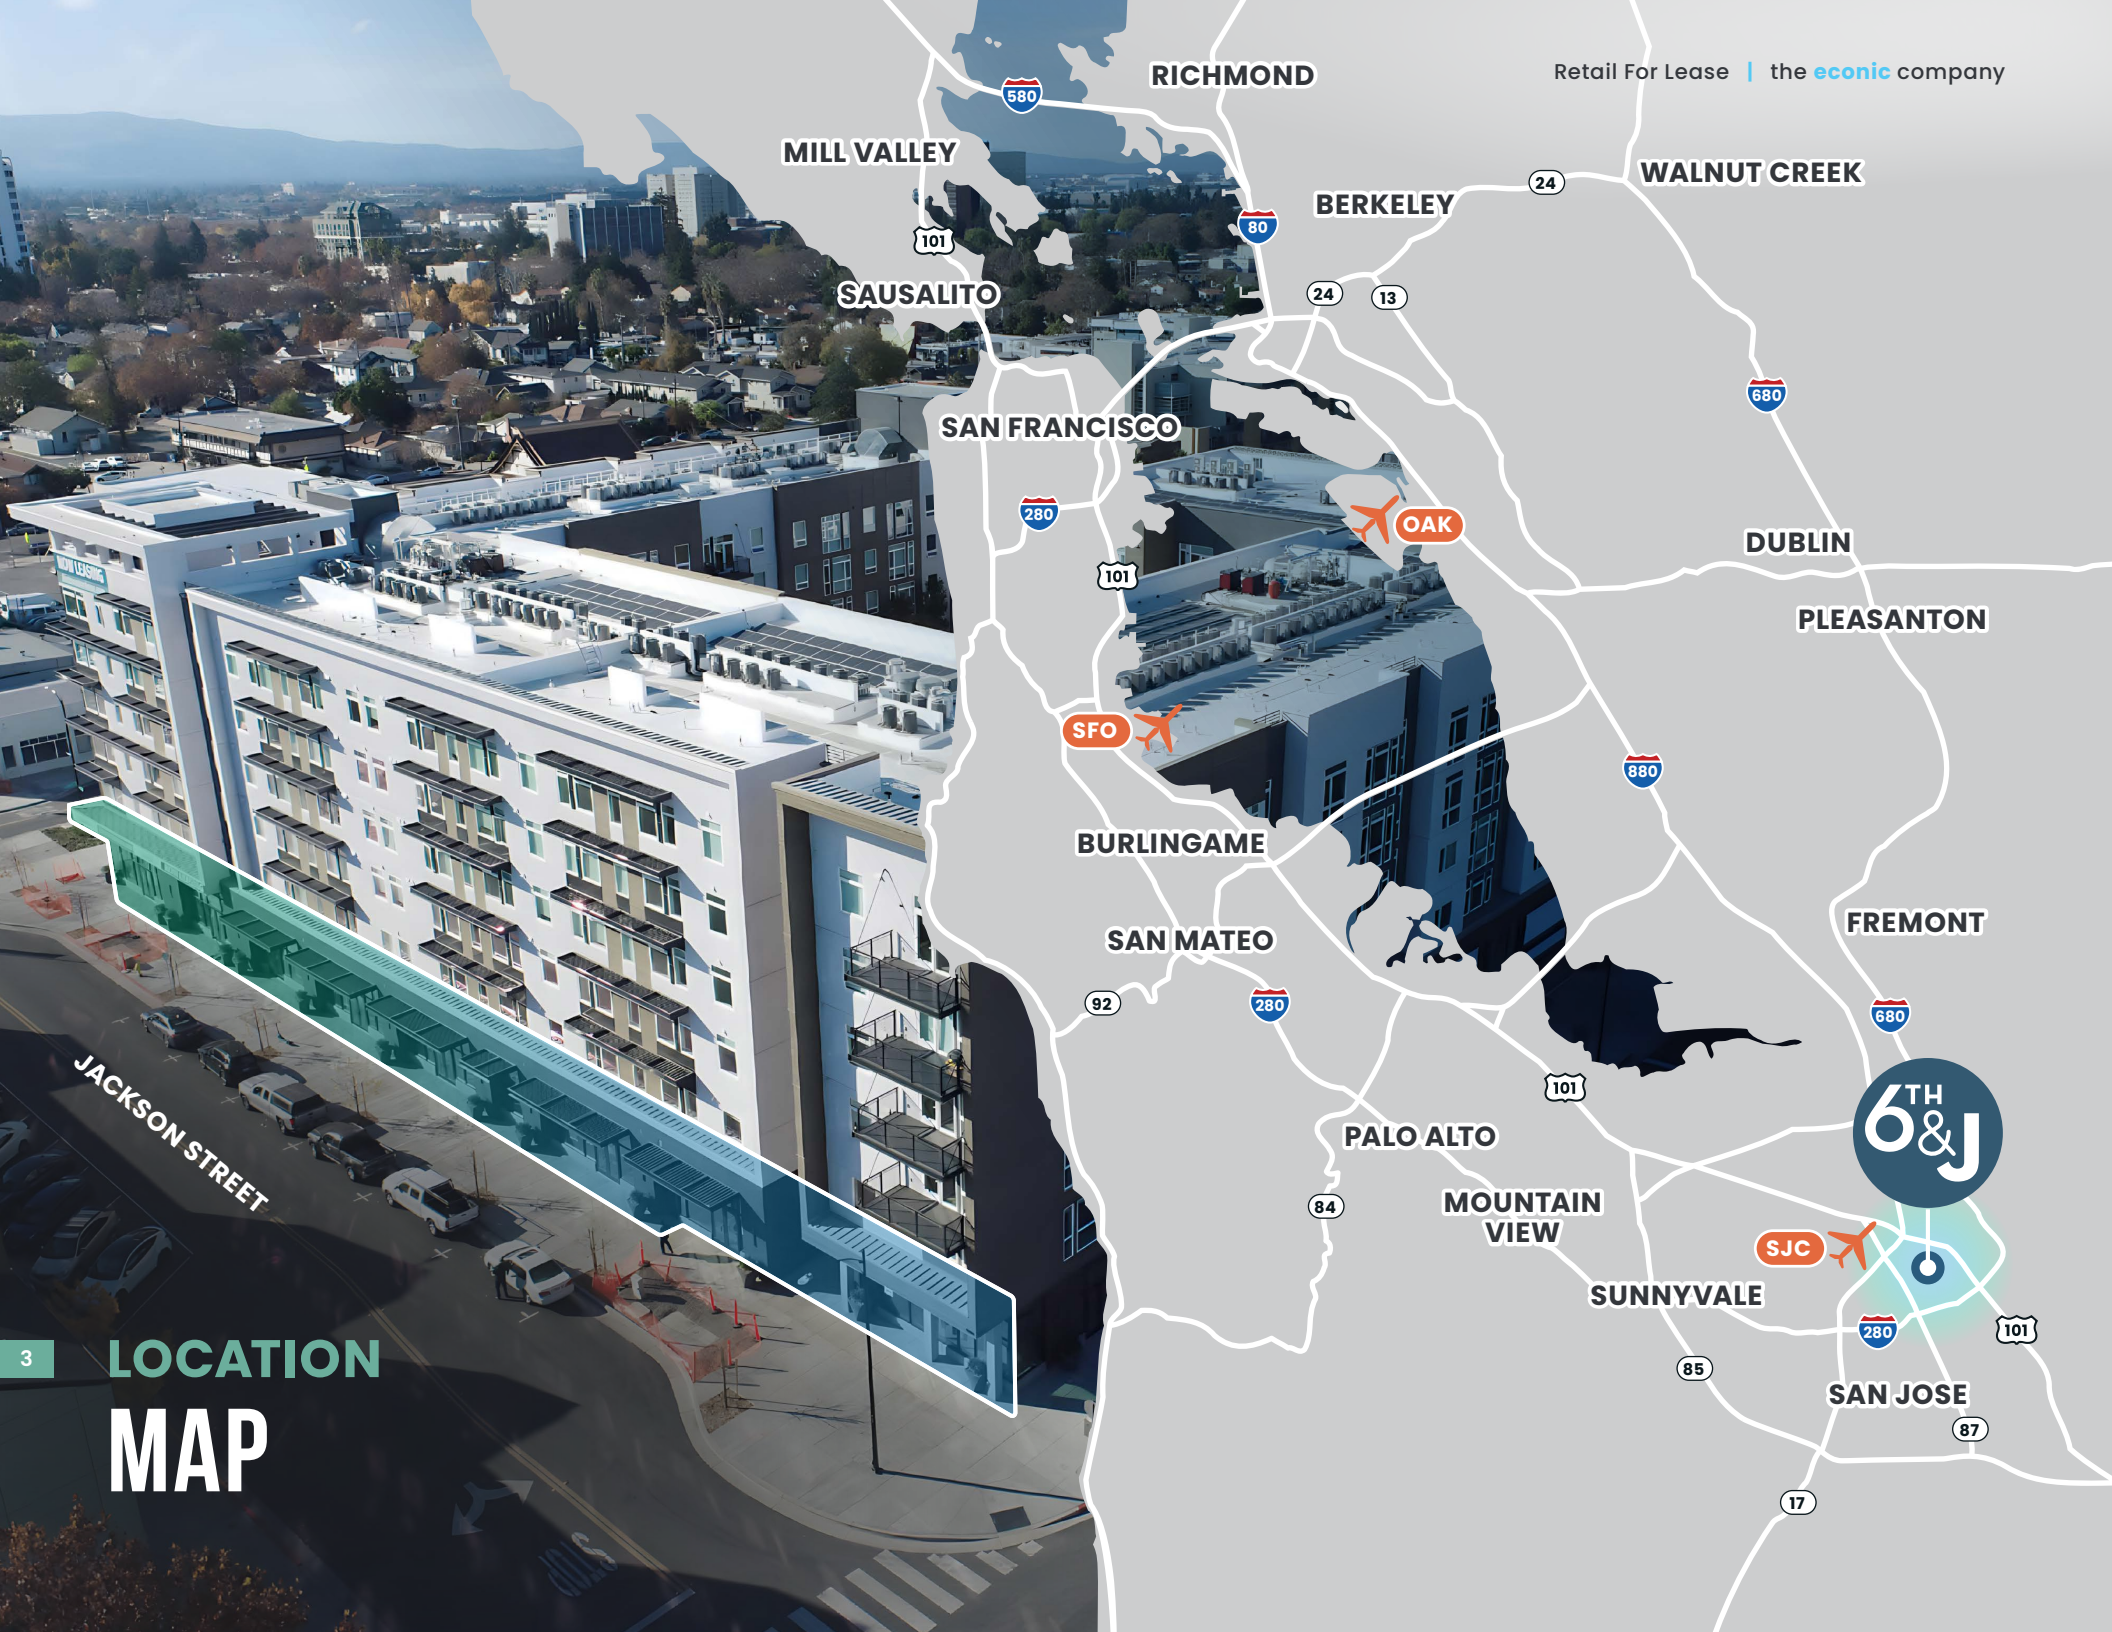 Retail For Lease | the econic company
RICHMOND
580
MILL VALLEY
24
WALNUT CREEK
BERKELEY
80
101
SAUSALITO
24
13
680
SAN FRANCISCO
280
OAK
DUBLIN
101
PLEASANTON
NOW LEASING
SFO
880
BURLINGAME
FREMONT
SAN MATEO
92
280
680
101
6TH
&J
PALO ALTO
84
MOUNTAIN
VIEW
SJC
SUNNYVALE
280
101
85
SAN JOSE
87
17
JACKSON STREET
3
LOCATION
MAP
STOP